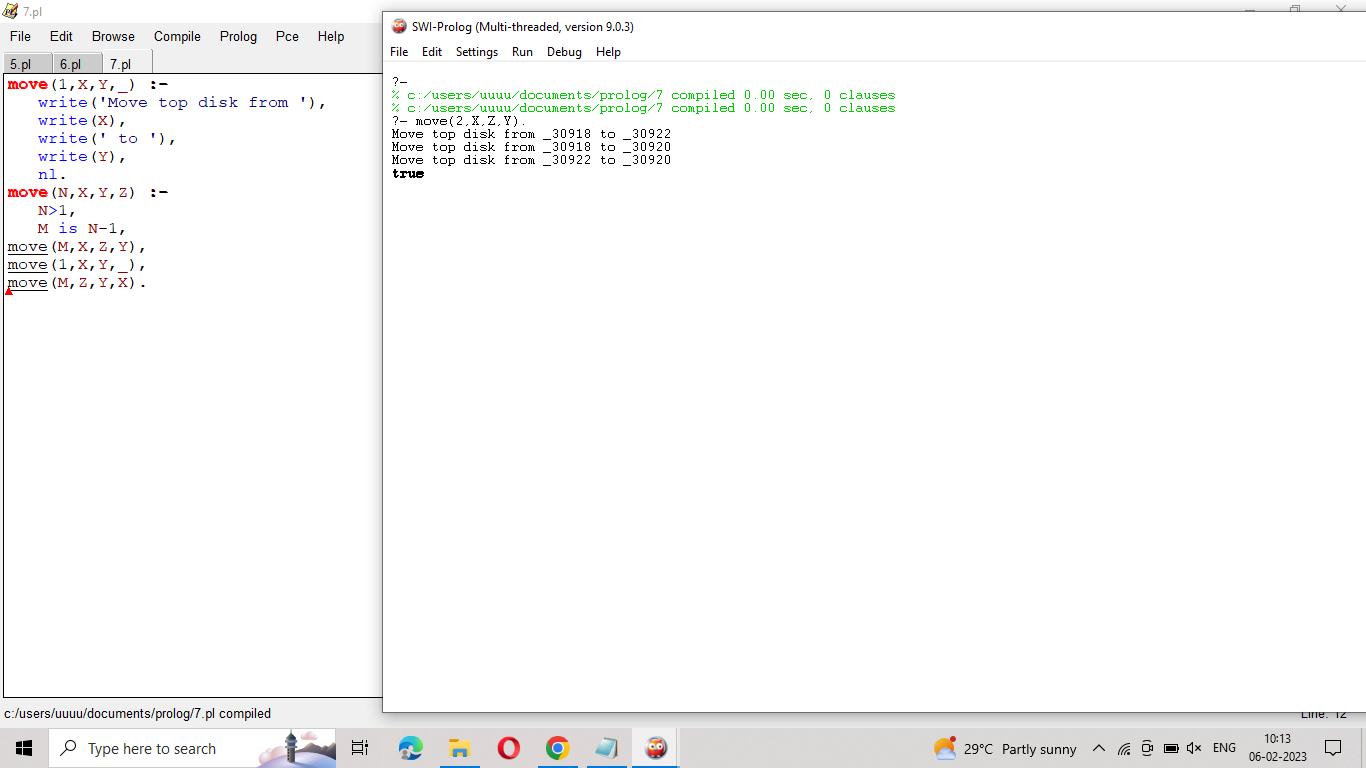 7.pl
File Edit Browse Compile Prolog Pce Help
5.pl 6.pl 7.pl
move(1,X,Y,_) :-
write('Move top disk from '),
write(X),
write(' to '),
write(Y),
nl.
move(N,X,Y,Z) :-
N>1,
M is N-1,
move(M,X,Z,Y),
move(1,X,Y,_),
move(M,Z,Y,X).
c:/users/uuuu/documents/prolog/7.pl compiled
SWI-Prolog (Multi-threaded, version 9.0.3)
File Edit Settings Run Debug Help
?-
% c:/users/uuuu/documents/prolog/7 compiled 0.00 sec, 0 clauses
% c:/users/uuuu/documents/prolog/7 compiled 0.00 sec, 0 clauses
?- move(2,X,Z,Y).
Move top disk from _30918 to _30922
Move top disk from _30918 to _30920
Move top disk from _30922 to _30920
true
Line: 12
Type here to search
29°C Partly sunny
ENG
10:13
06-02-2023